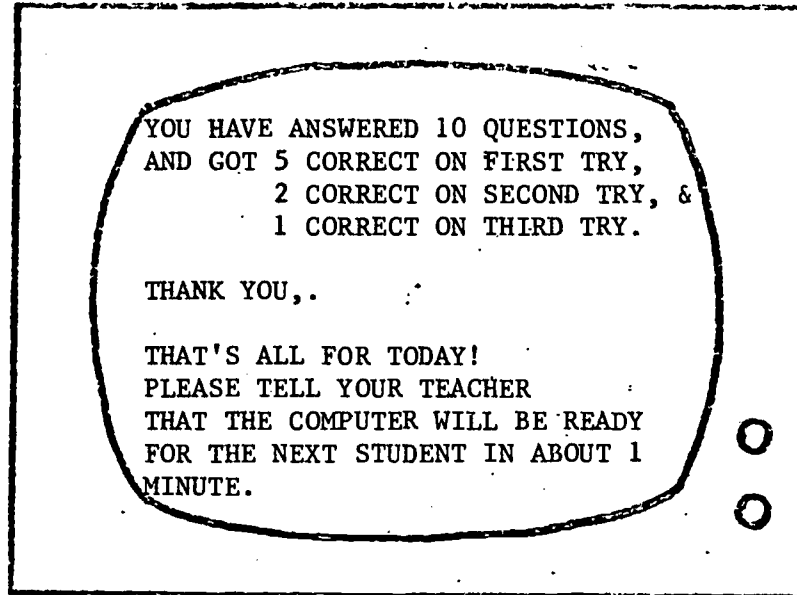 YOU HAVE ANSWERED 10 QUESTIONS,
AND GOT 5 CORRECT ON FIRST TRY,
2 CORRECT ON SECOND TRY, &
1 CORRECT ON THIRD TRY.
THANK YOU,.
THAT'S ALL FOR TODAY!
PLEASE TELL YOUR TEACHER
THAT THE COMPUTER WILL BE READY
FOR THE NEXT STUDENT IN ABOUT 1
MINUTE.